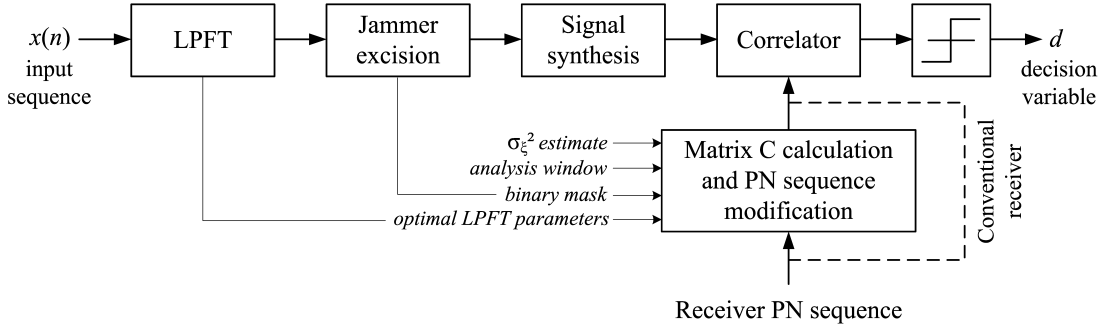 x(n)
input
sequence
LPFT
Jammer
excision
Signal
synthesis
Correlator
d
decision
variable
σξ² estimate
analysis window
binary mask
optimal LPFT parameters
Matrix C calculation
and PN sequence
modification
Conventional
receiver
Receiver PN sequence